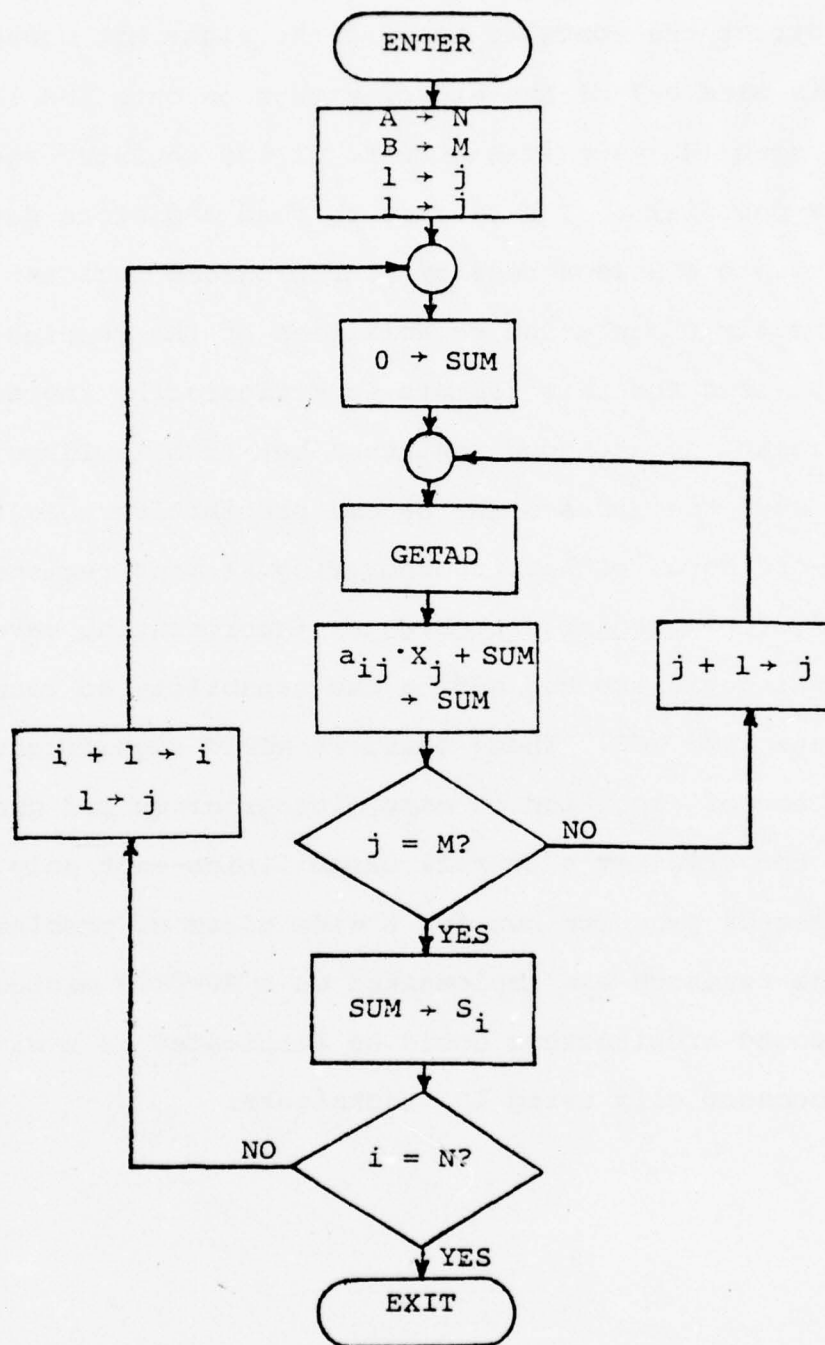 ENTER
A → N
B → M
1 → j
1 → j
0 → SUM
GETAD
a_ij · X_j + SUM
→ SUM
j + 1 → j
i + 1 → i
1 → j
j = M?
NO
YES
SUM → S_i
i = N?
NO
YES
EXIT